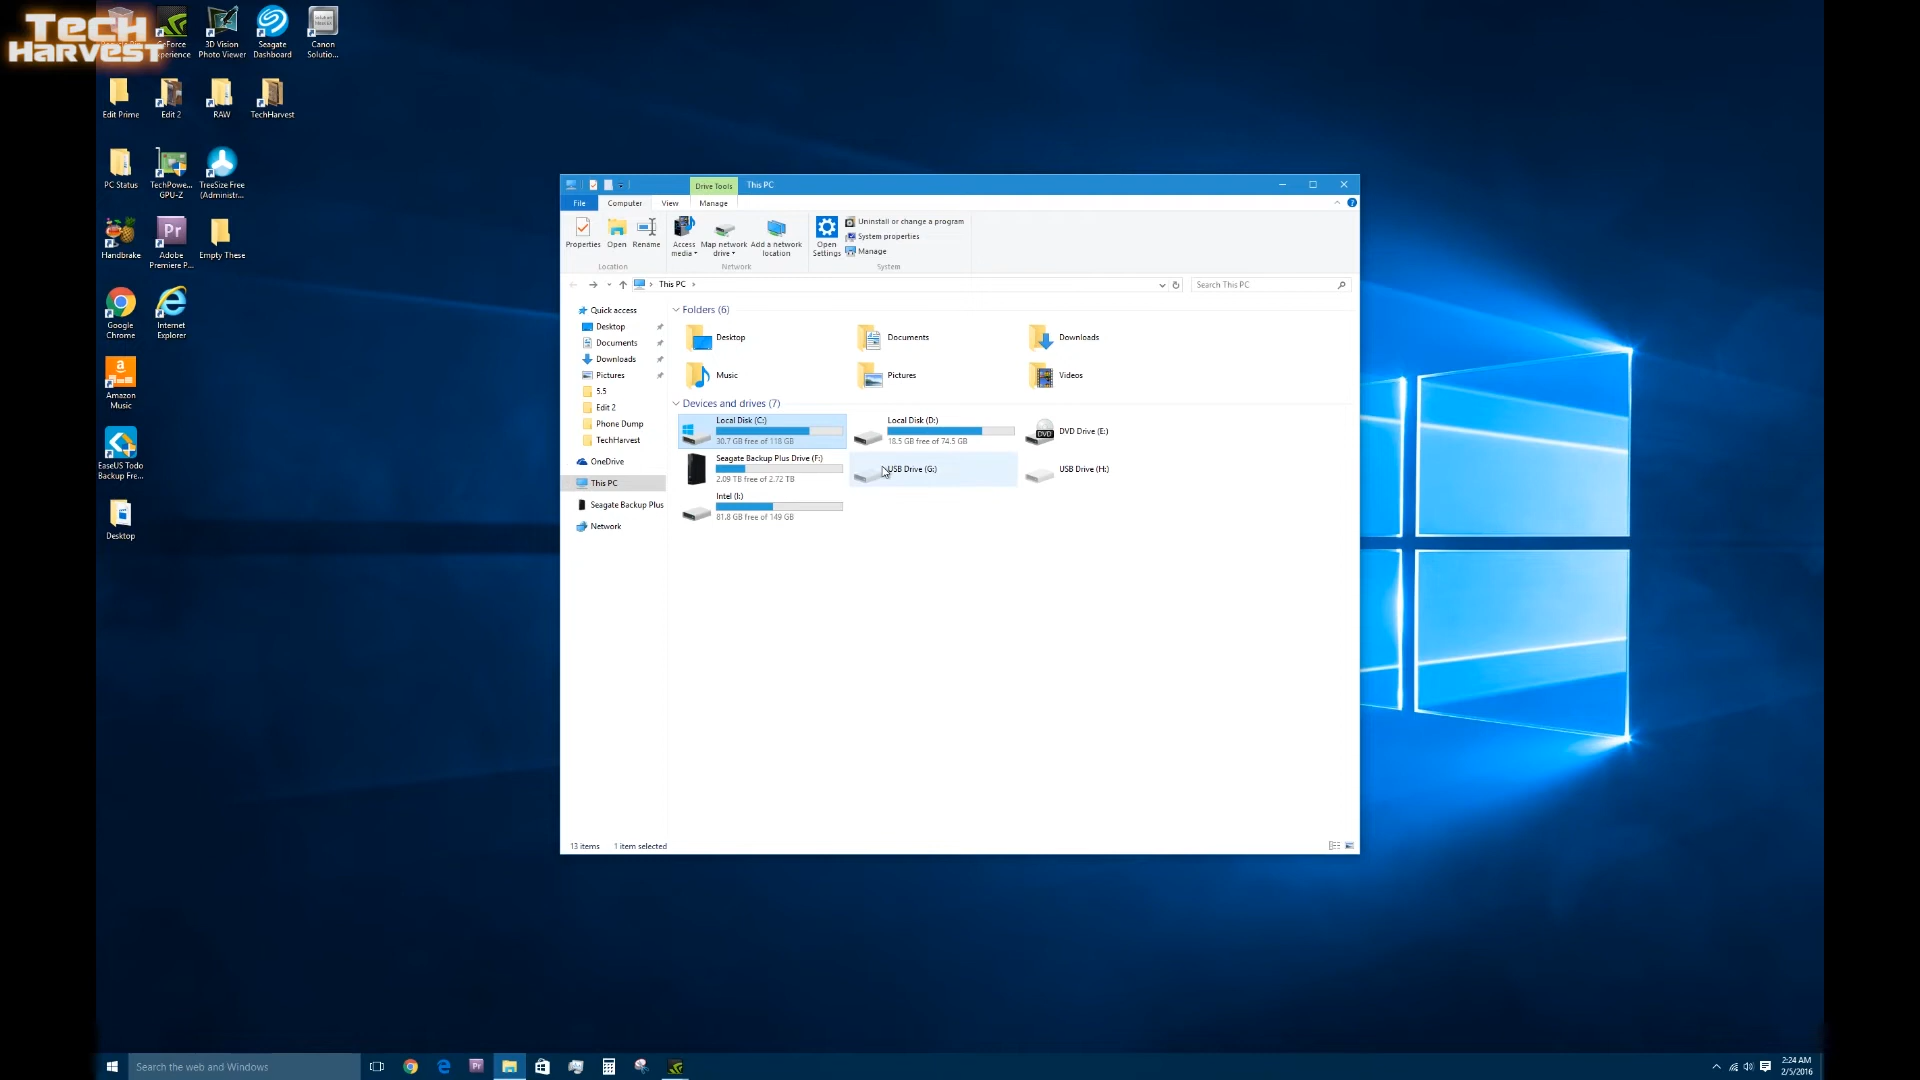 Tech
Harvest
GeForce
Experience
3D Vision
Photo Viewer
Seagate
Dashboard
Canon
Solutio...
Edit Prime
Edit 2
RAW
TechHarvest
PC Status
TechPowe...
GPU-Z
TreeSize Free
(Administr...
Handbrake
Adobe
Premiere P...
Empty These
Google
Chrome
Internet
Explorer
Amazon
Music
EaseUS Todo
Backup Fre...
Desktop
Drive Tools
This PC
File
Computer
View
Manage
Properties
Open
Rename
Access
media
Map network
drive
Add a network
location
Open
Settings
Uninstall or change a program
System properties
Manage
Location
Network
System
This PC
Search This PC
Quick access
Desktop
Documents
Downloads
Pictures
5.5
Edit 2
Phone Dump
TechHarvest
OneDrive
This PC
Seagate Backup Plus
Network
Folders (6)
Desktop
Documents
Downloads
Music
Pictures
Videos
Devices and drives (7)
Local Disk (C:)
30.7 GB free of 118 GB
Local Disk (D:)
18.5 GB free of 74.5 GB
DVD
DVD Drive (E:)
Seagate Backup Plus Drive (F:)
2.09 TB free of 2.72 TB
USB Drive (G:)
USB Drive (H:)
Intel (I:)
81.8 GB free of 149 GB
13 items
1 item selected
Search the web and Windows
Pr
2:24 AM
2/5/2016